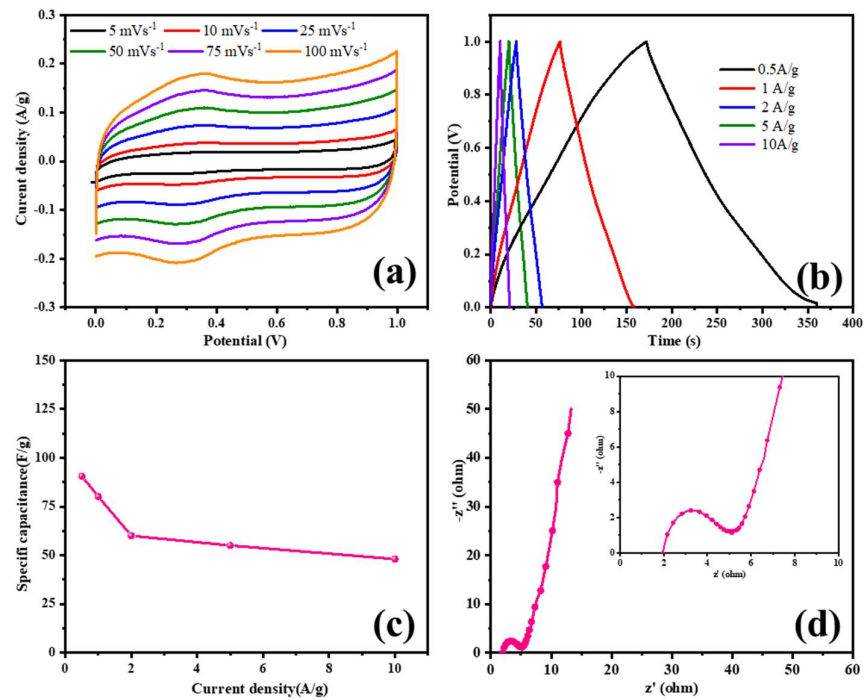 5 mVs-1 10 mVs-1 25 mVs-1
50 mVs-1 75 mVs-1 100 mVs-1
Curent density (A/g)
0.3
0.2
0.1
0.0
-0.1
-0.2
-0.3
0.0 0.2 0.4 0.6 0.8 1.0
Potential (V)
(a)
Potential (V)
1.0
0.8
0.6
0.4
0.2
0.0
0.5A/g
1 A/g
2 A/g
5 A/g
10A/g
0 50 100 150 200 250 300 350 400
Time (s)
(b)
Specifi capacitance(F/g)
150
125
100
75
50
25
0
0 2 4 6 8 10
Current density(A/g)
(c)
-z'' (ohm)
-50
-40
-30
-20
-10
0
0 10 20 30 40 50 60
z' (ohm)
-z'' (ohm)
10
8
6
4
2
0
0 2 4 6 8 10
z' (ohm)
(d)